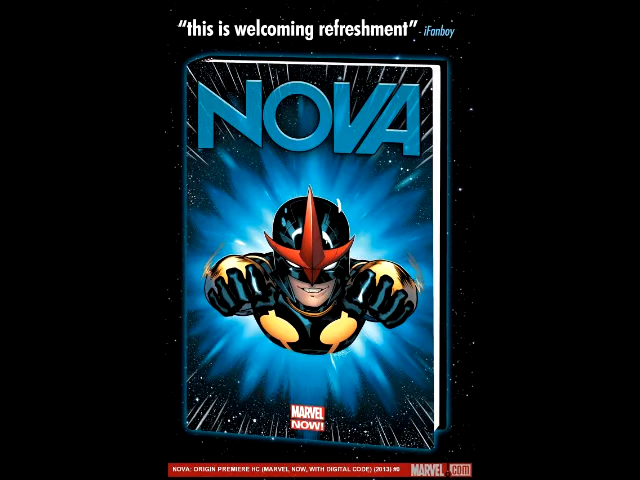 “this is welcoming refreshment” - iFanboy
NOVA
MARVEL
NOW!
NOVA: ORIGIN PREMIERE HC (MARVEL NOW, WITH DIGITAL CODE) (2013) #0
MARVEL.com